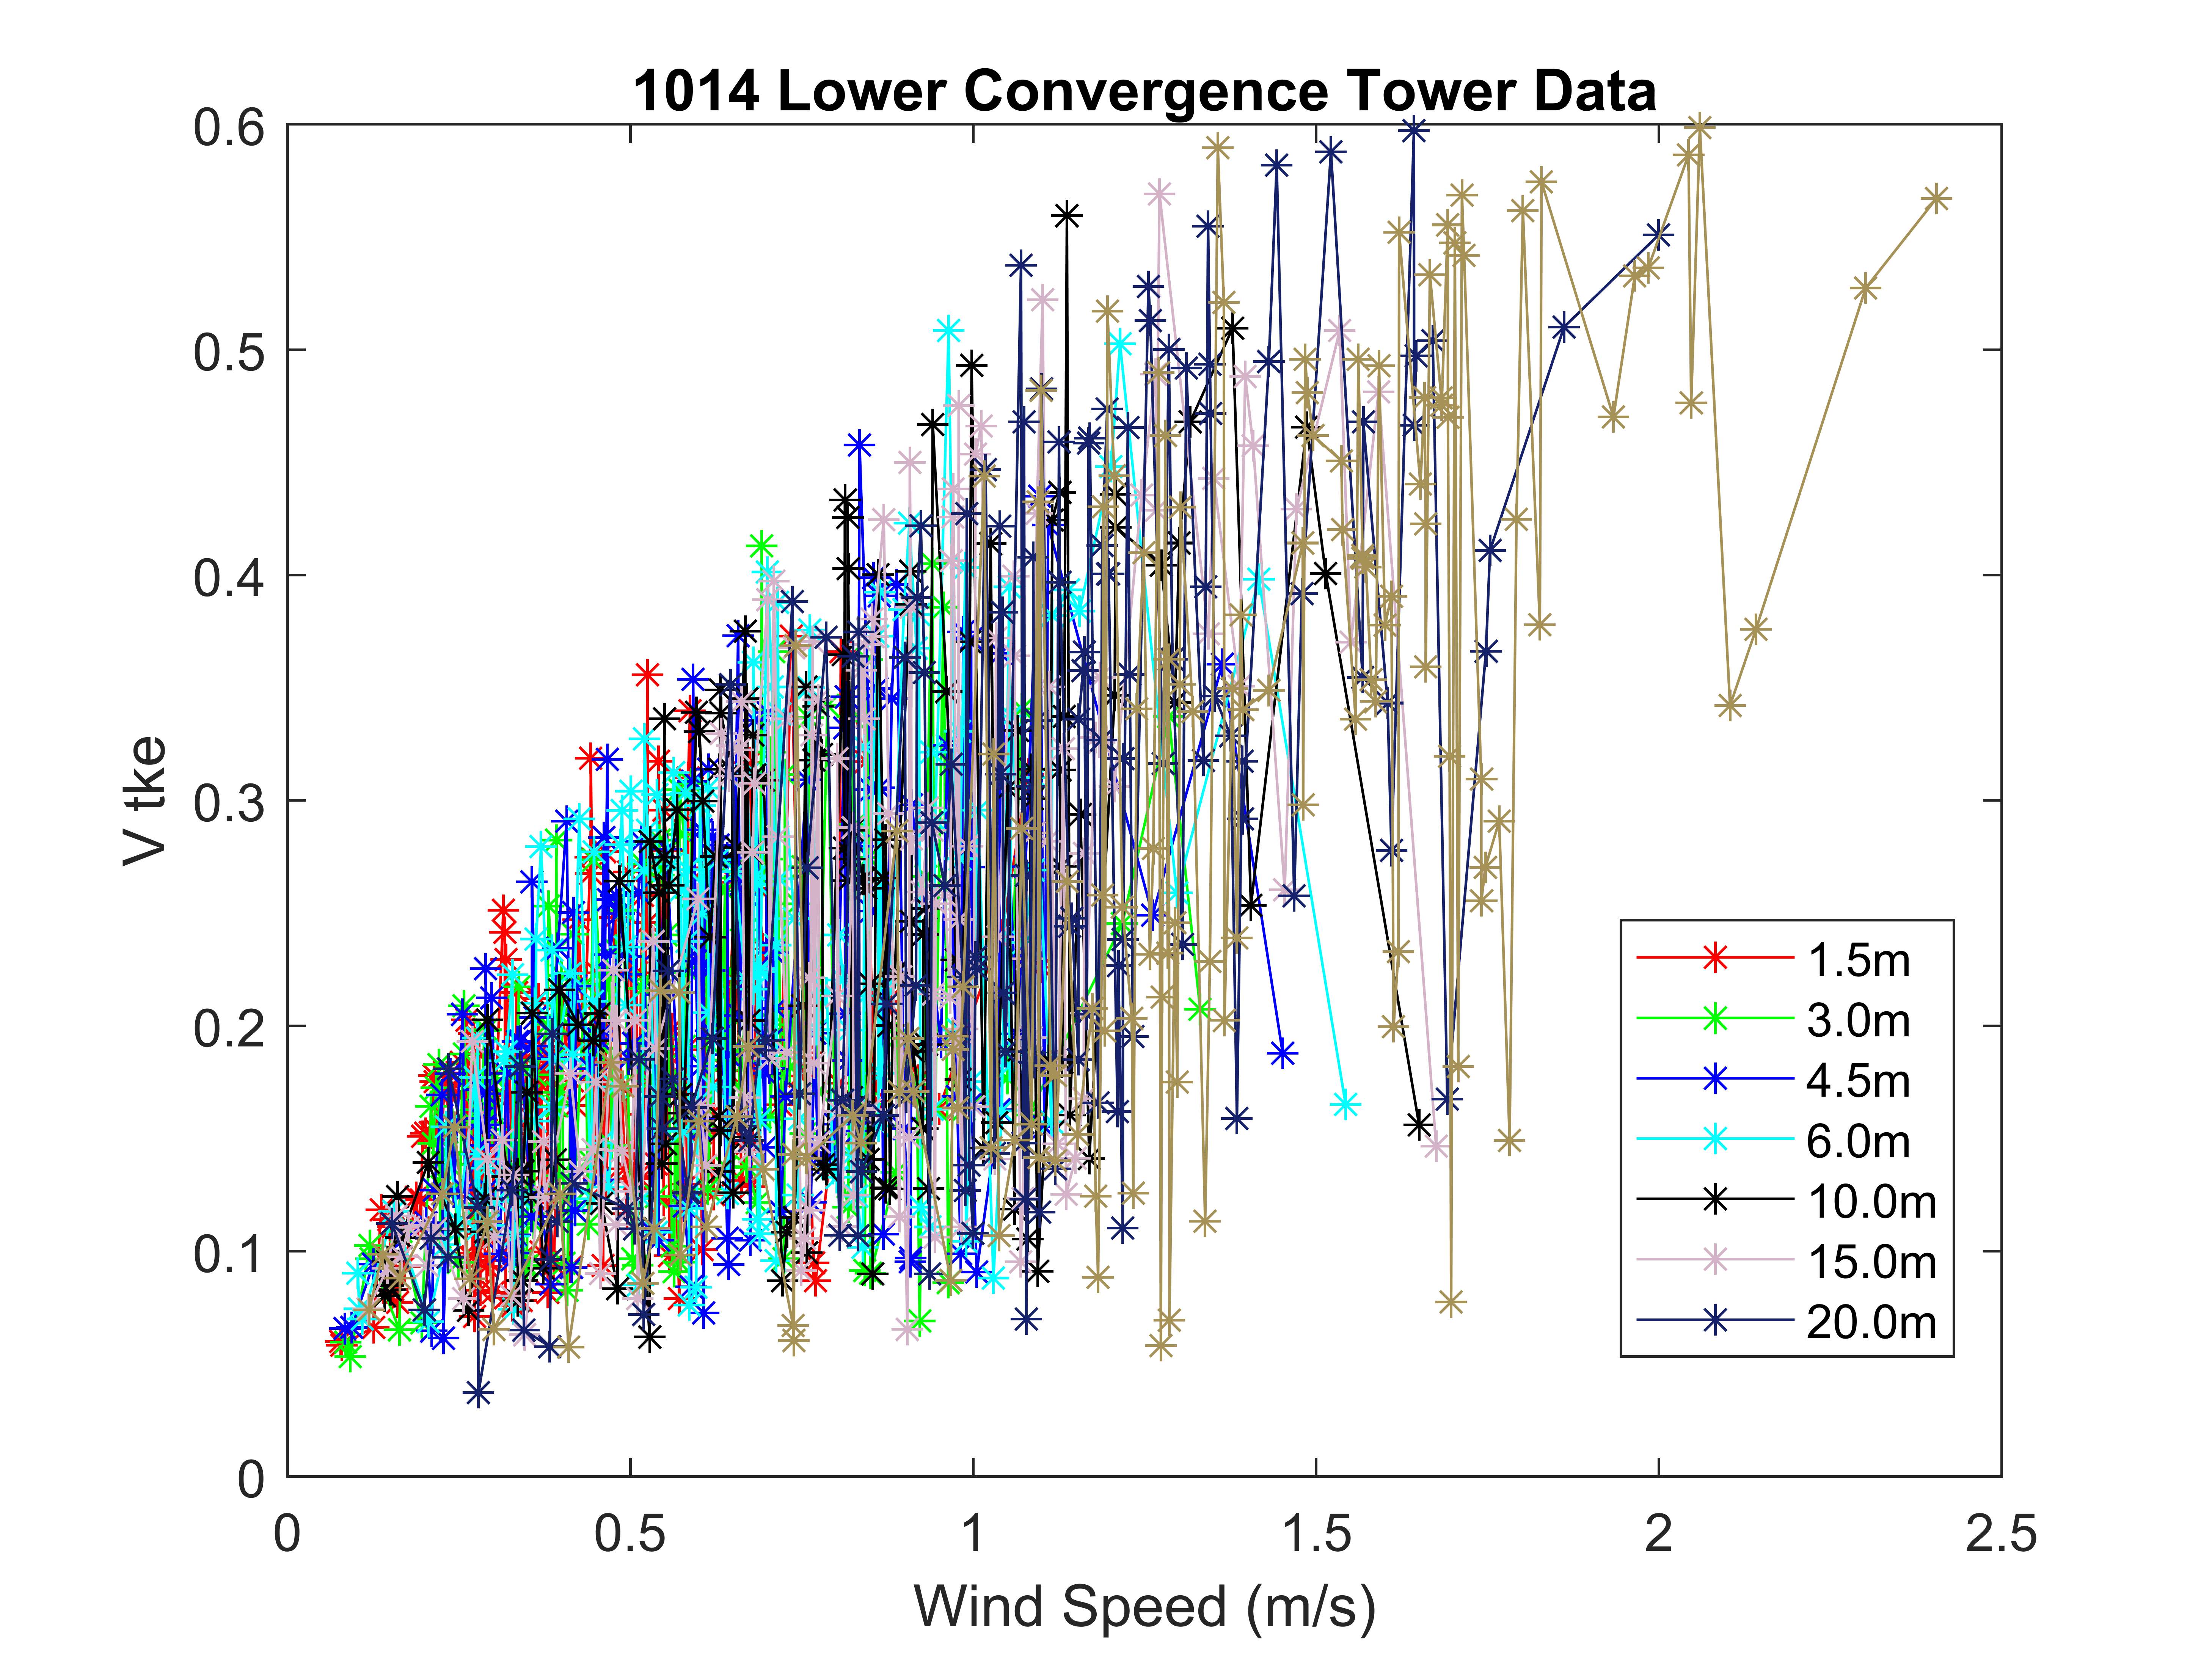 1014 Lower Convergence Tower Data
0.6
0.5
0.4
0.3
0.2
0.1
0
V tke
0
0.5
1
1.5
2
2.5
Wind Speed (m/s)
1.5m
3.0m
4.5m
6.0m
10.0m
15.0m
20.0m